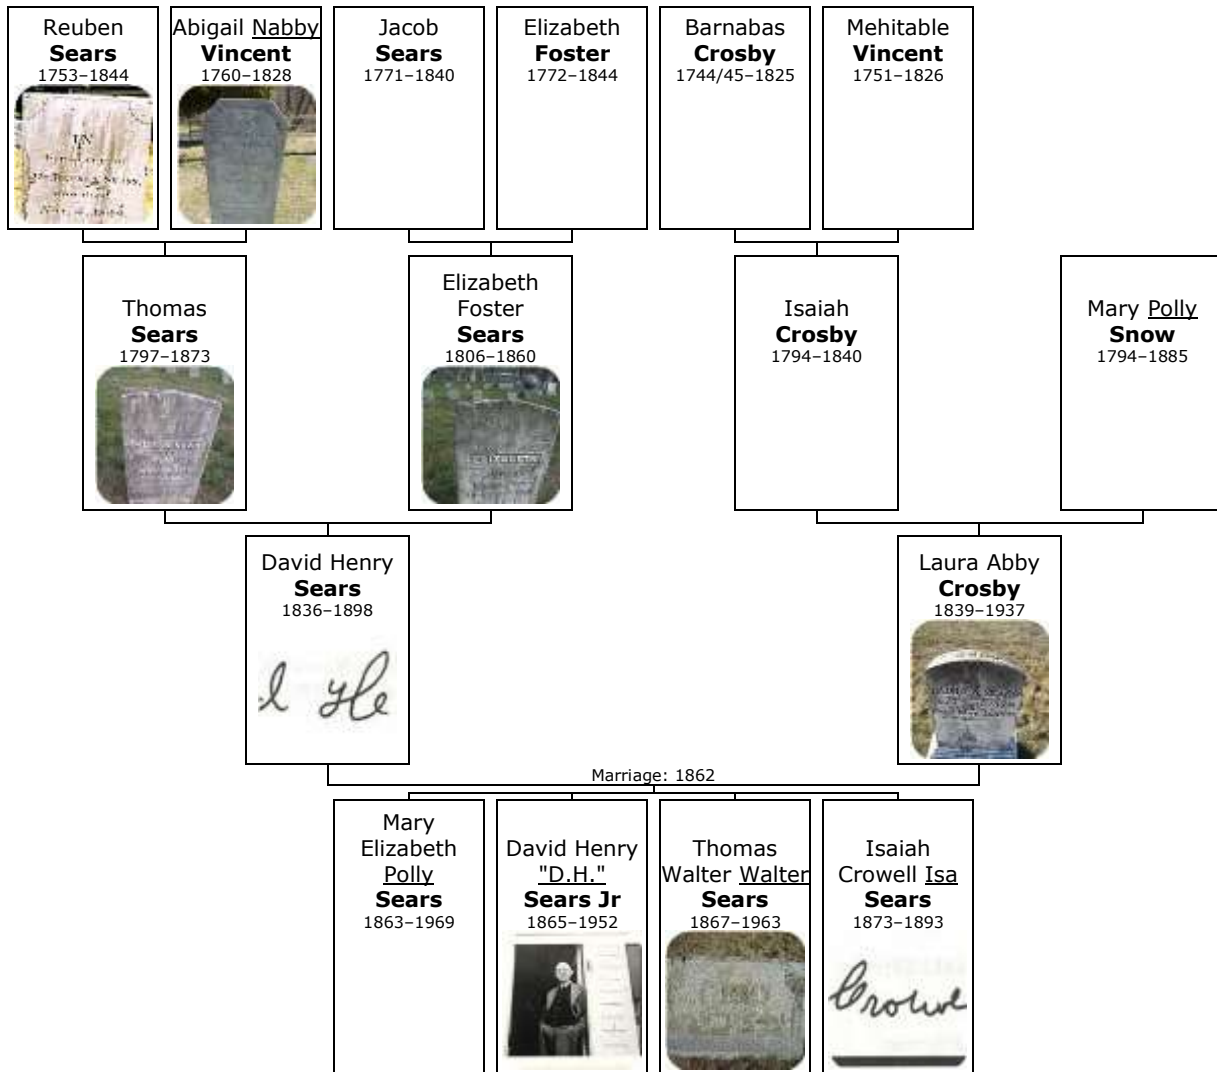 Reuben
Sears
1753–1844
Abigail Nabby
Vincent
1760–1828
Jacob
Sears
1771–1840
Elizabeth
Foster
1772–1844
Barnabas
Crosby
1744/45–1825
Mehitable
Vincent
1751–1826
IN
Thomas
Sears
1797–1873
Elizabeth
Foster
Sears
1806–1860
ELIZABETH
Isaiah
Crosby
1794–1840
Mary Polly
Snow
1794–1885
David Henry
Sears
1836–1898
d He
Laura Abby
Crosby
1839–1937
Marriage: 1862
Mary
Elizabeth
Polly
Sears
1863–1969
David Henry
"D.H."
Sears Jr
1865–1952
Thomas
Walter Walter
Sears
1867–1963
Isaiah
Crowell Isa
Sears
1873–1893
Crowe